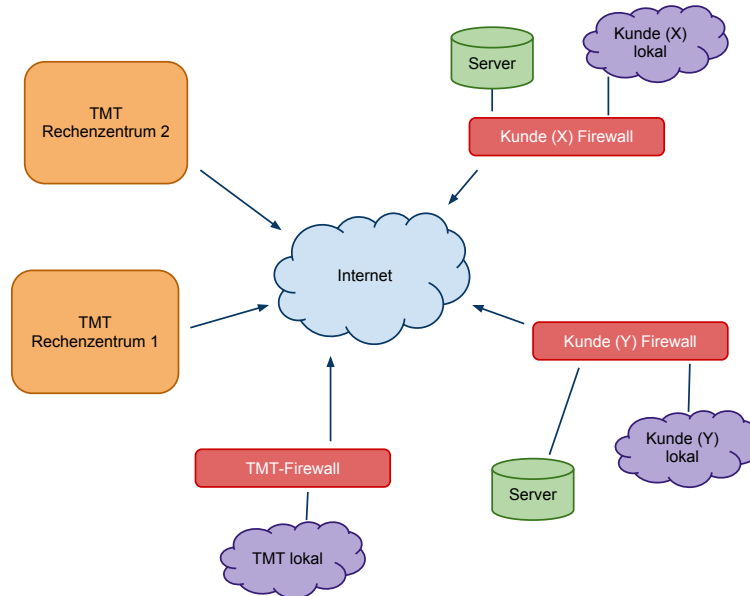 Kunde (X)
lokal
Server
TMT
Rechenzentrum 2
Kunde (X) Firewall
Internet
TMT
Rechenzentrum 1
Kunde (Y) Firewall
Kunde (Y)
lokal
TMT-Firewall
Server
TMT lokal